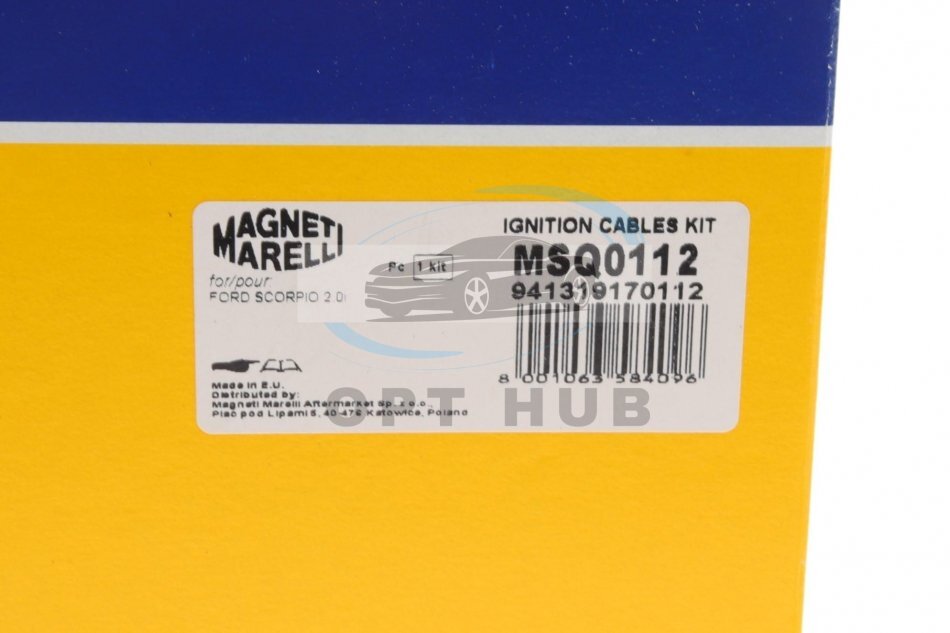 MAGNETI
MARELLI
for/pour:
FORD SCORPIO 2.0i
Pc 1 kit
IGNITION CABLES KIT
MSQ0112
941319170112
8 001063 584096
Made in E.U.
Distributed by:
Magneti Marelli Aftermarket Sp. z o.o.,
Plac pod Lipami 5, 40-476 Katowice, Poland
OPT HUB